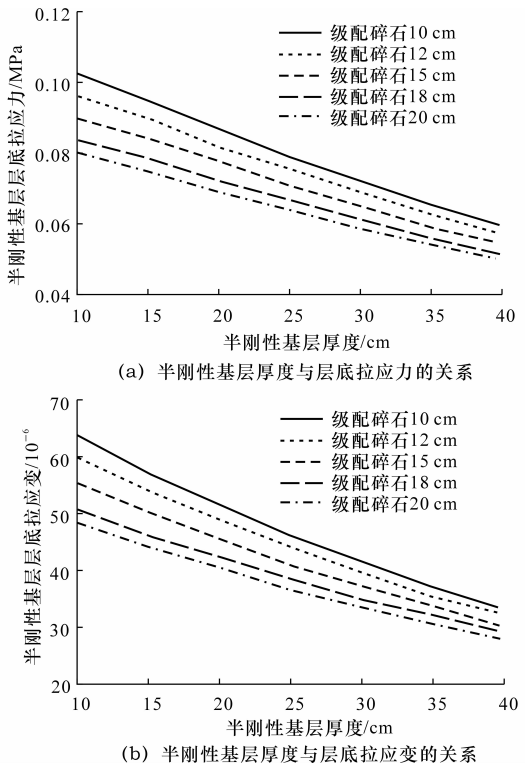 半刚性基层层底拉应力/MPa
0.12
0.10
0.08
0.06
0.04
级配碎石10 cm
级配碎石12 cm
级配碎石15 cm
级配碎石18 cm
级配碎石20 cm
10 15 20 25 30 35 40
半刚性基层厚度/cm
(a) 半刚性基层厚度与层底拉应力的关系
半刚性基层层底拉应变/10⁻⁶
70
60
50
40
30
20
级配碎石10 cm
级配碎石12 cm
级配碎石15 cm
级配碎石18 cm
级配碎石20 cm
10 15 20 25 30 35 40
半刚性基层厚度/cm
(b) 半刚性基层厚度与层底拉应变的关系